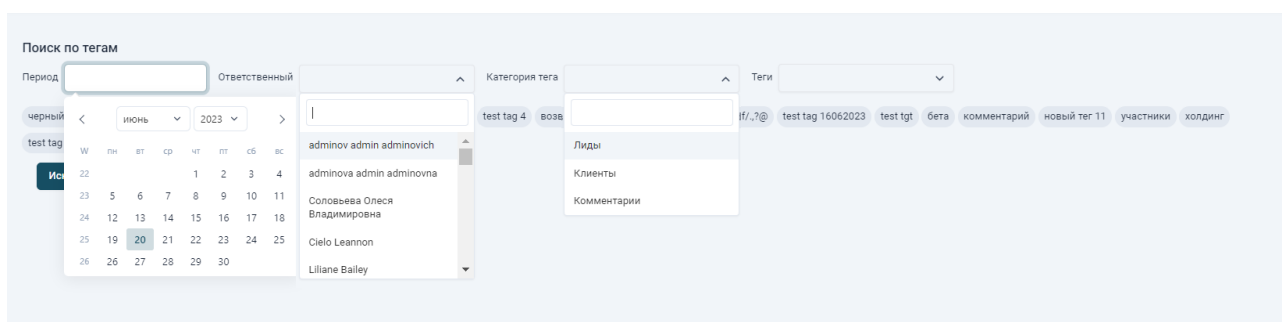 Поиск по тегам
Период Ответственный Категория тега Теги
черный test tag 4 возв lf/.,?@ test tag 16062023 test tgt бета комментарий новый тег 11 участники холдинг
test tag
Иск
июнь 2023
W пн вт ср чт пт сб вс
22 1 2 3 4
23 5 6 7 8 9 10 11
24 12 13 14 15 16 17 18
25 19 20 21 22 23 24 25
26 26 27 28 29 30
adminov admin adminovich
adminova admin adminovna
Соловьева Олеся
Владимировна
Cielo Leannon
Liliane Bailey
Лиды
Клиенты
Комментарии